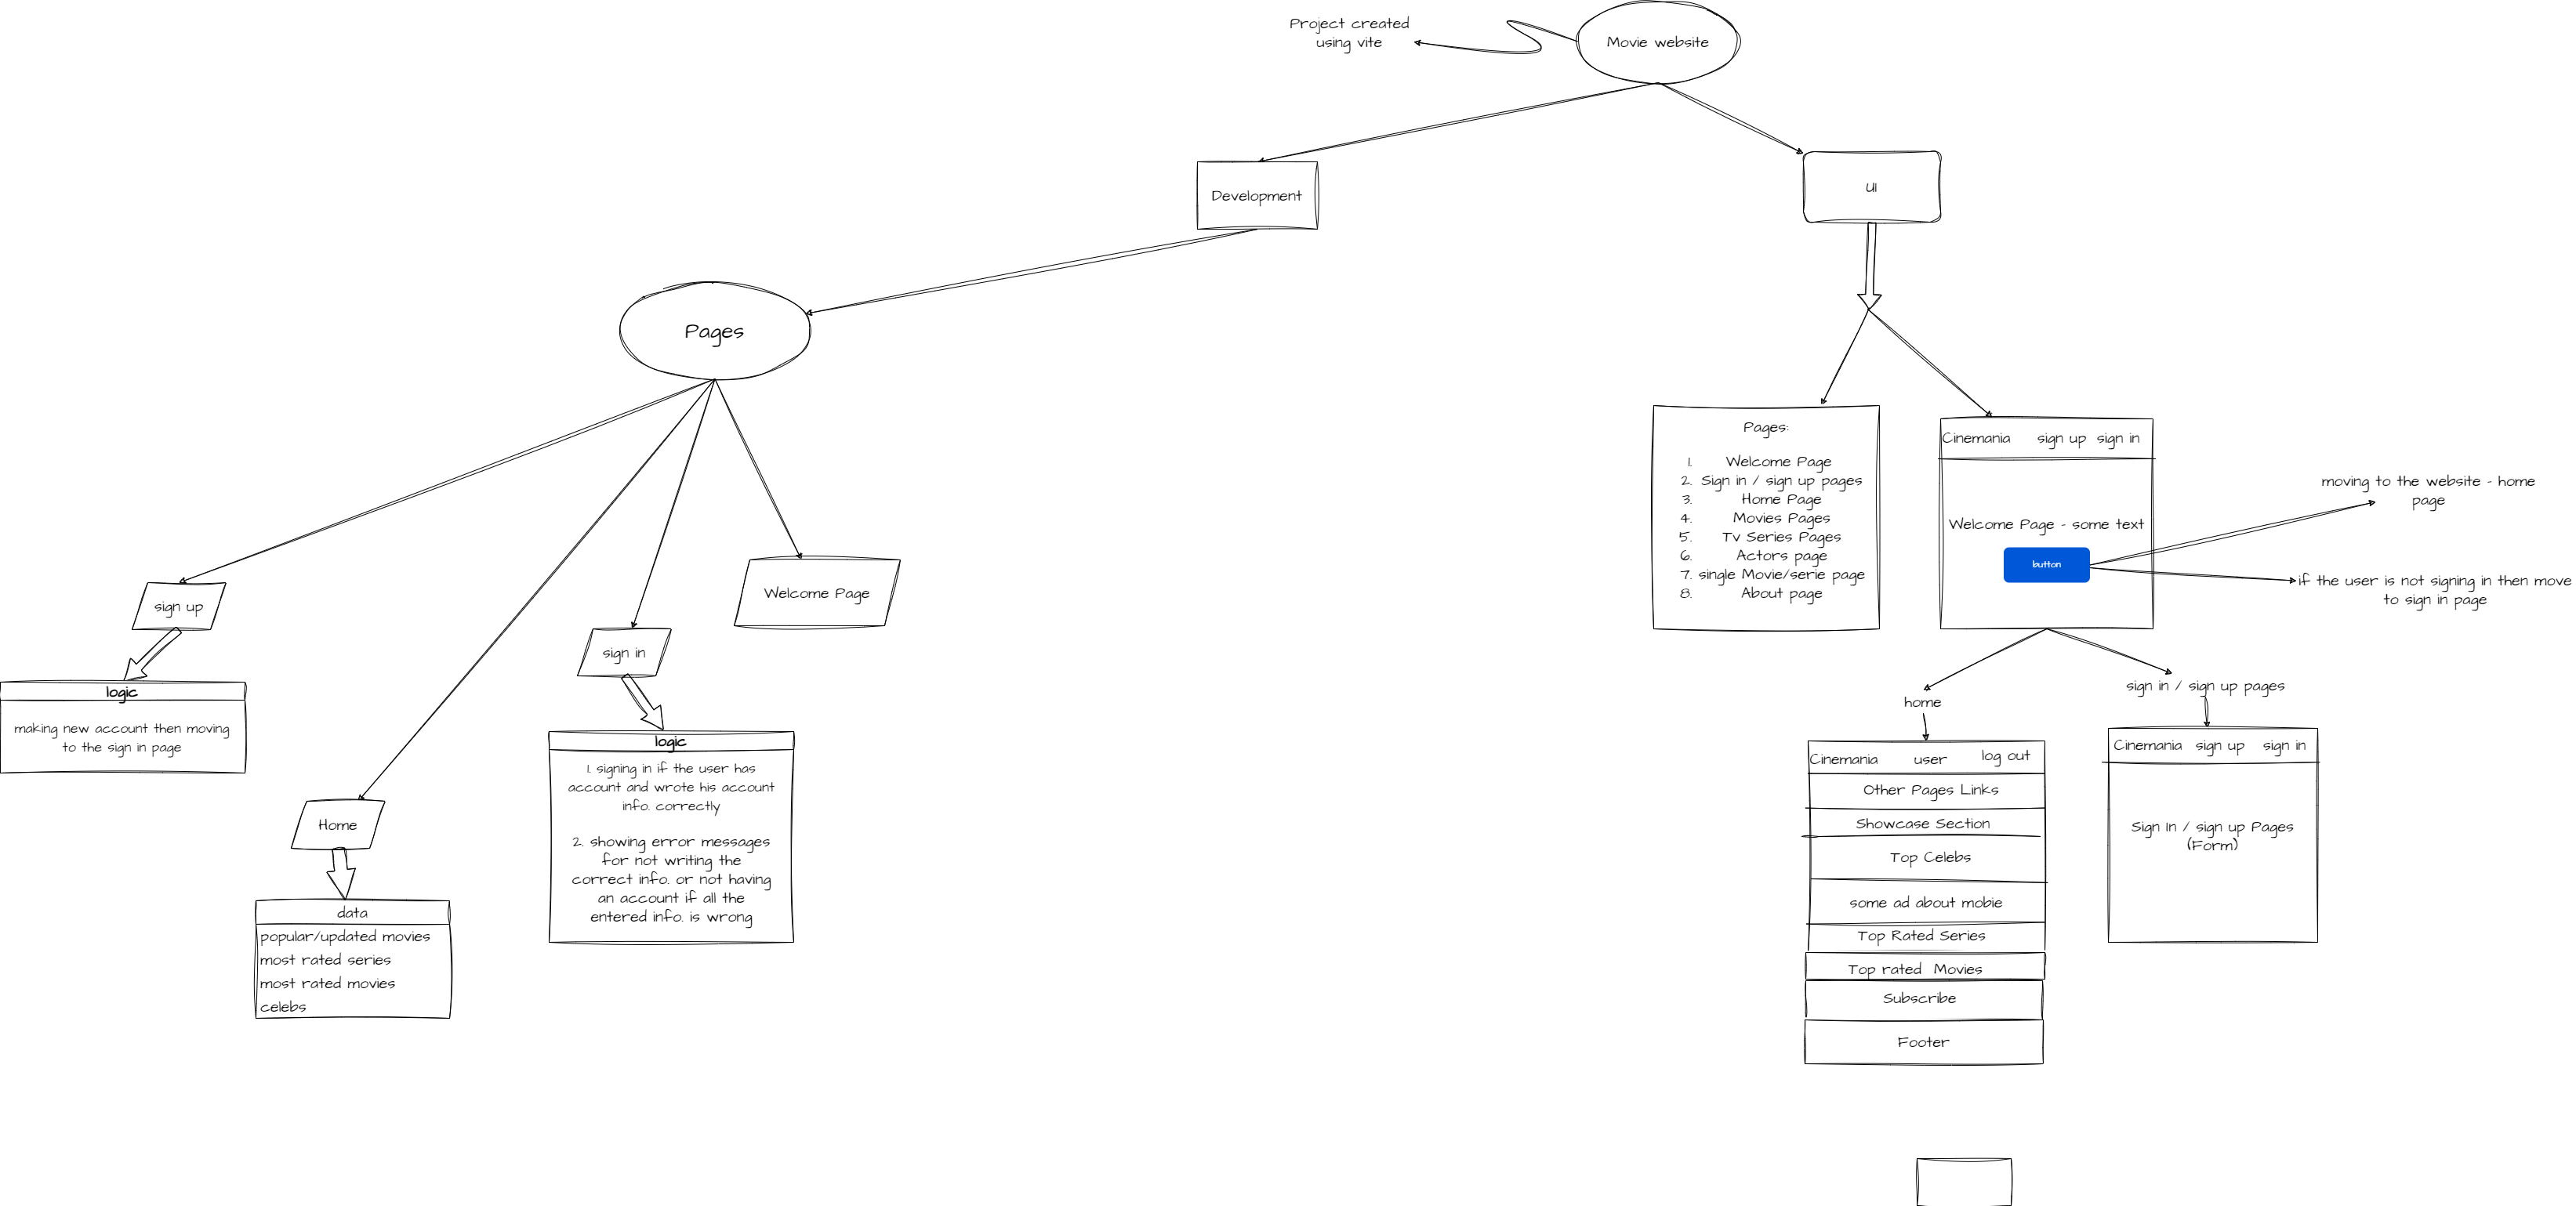 Project created
using vite
Movie website
Development
UI
Pages
Pages:
1. Welcome Page
2. Sign in / sign up pages
3. Home Page
4. Movies Pages
5. Tv Series Pages
6. Actors page
7. single Movie/serie page
8. About page
Cinemania sign up sign in
Welcome Page - some text
button
moving to the website - home
page
if the user is not signing in then move
to sign in page
sign up
logic
making new account then moving
to the sign in page
Home
data
popular/updated movies
most rated series
most rated movies
celebs
sign in
logic
1. signing in if the user has
account and wrote his account
info. correctly
2. showing error messages
for not writing the
correct info. or not having
an account if all the
entered info. is wrong
Welcome Page
home
Cinemania user log out
Other Pages Links
Showcase Section
Top Celebs
some ad about mobie
Top Rated Series
Top rated Movies
Subscribe
Footer
sign in / sign up pages
Cinemania sign up sign in
Sign In / sign up Pages
(Form)